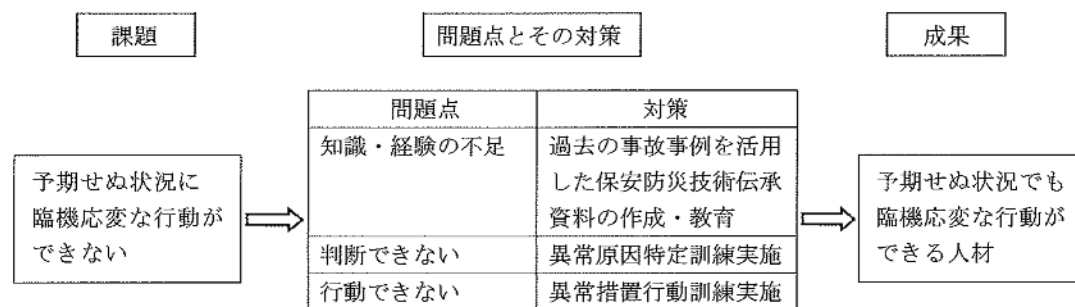 課題
問題点とその対策
成果
予期せぬ状況に
臨機応変な行動が
できない
問題点
対策
知識・経験の不足
過去の事故事例を活用
した保安防災技術伝承
資料の作成・教育
判断できない
異常原因特定訓練実施
行動できない
異常措置行動訓練実施
予期せぬ状況でも
臨機応変な行動が
できる人材